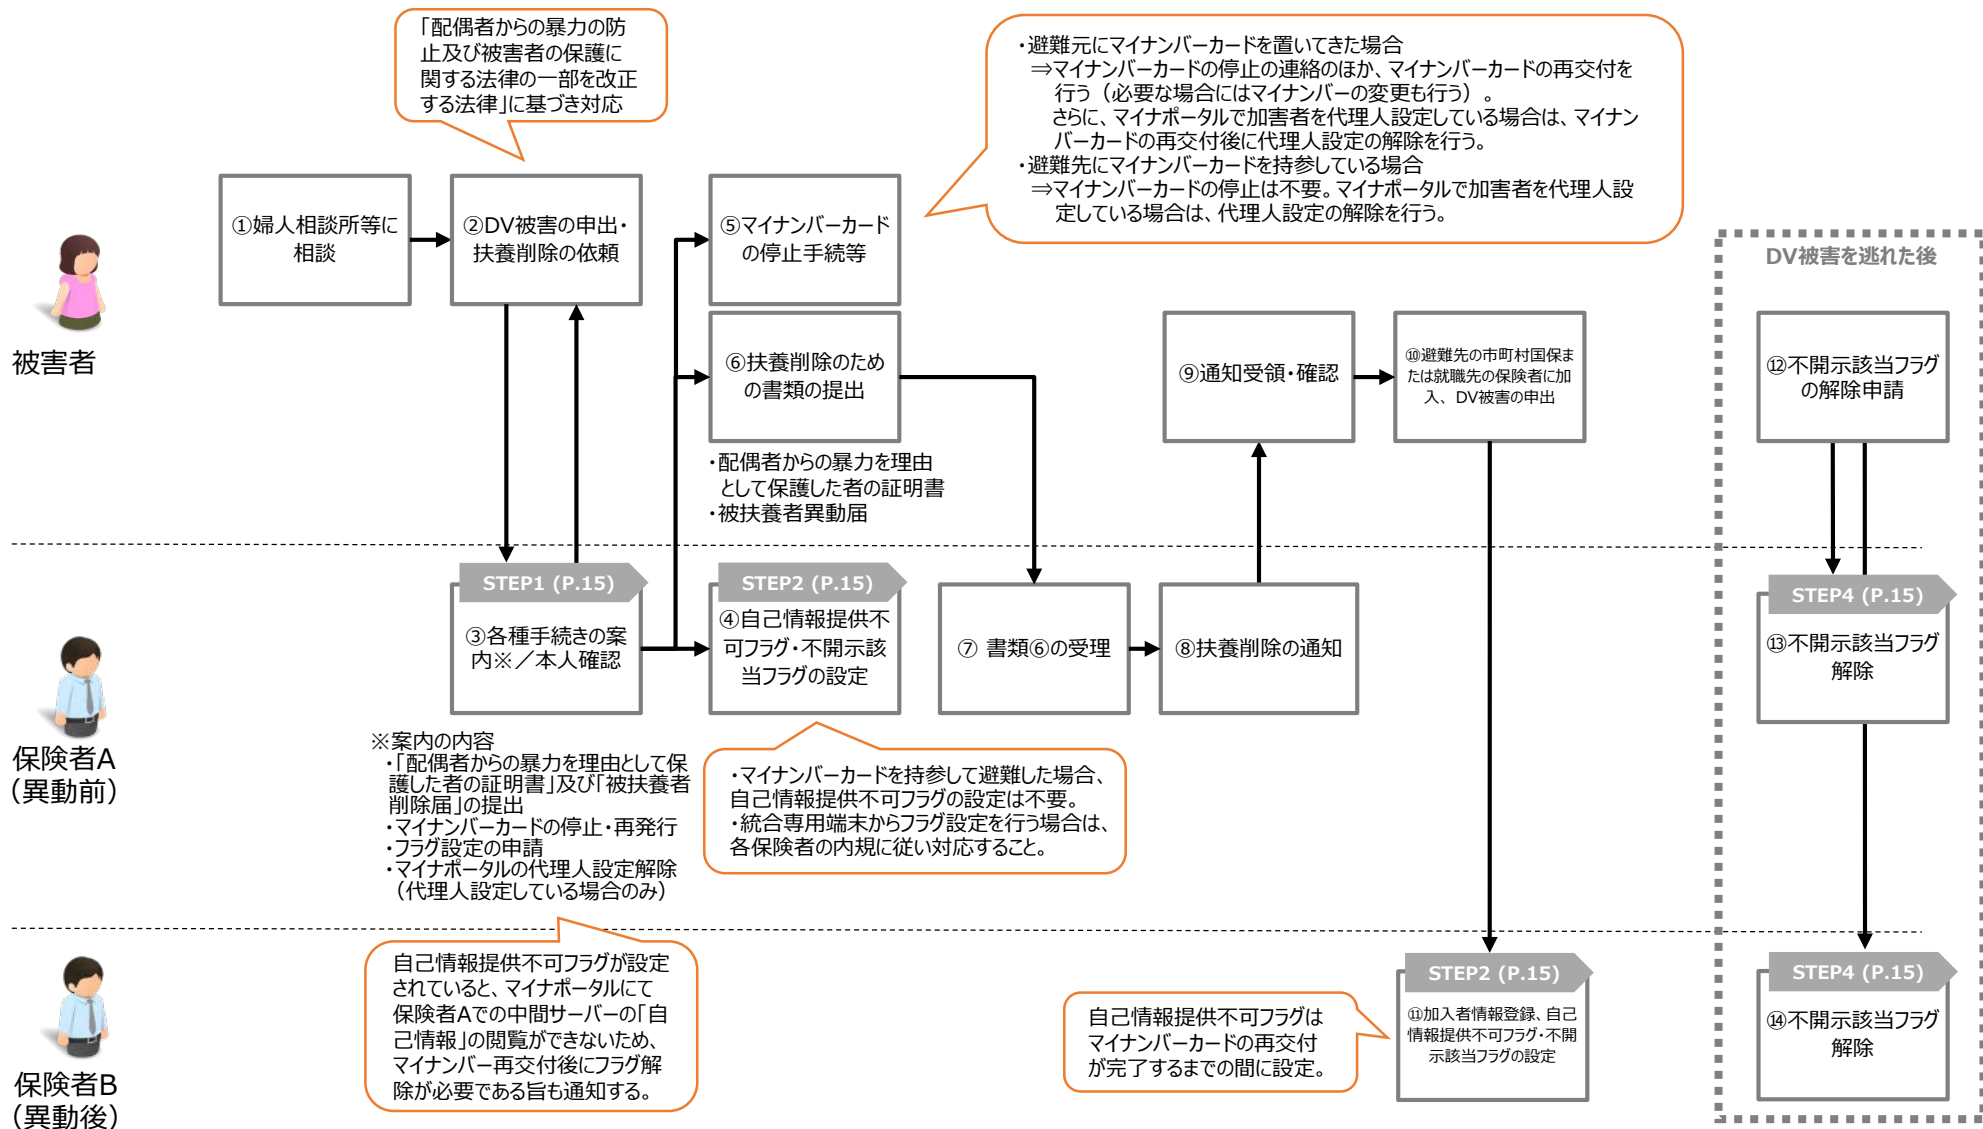 「配偶者からの暴力の防
止及び被害者の保護に
関する法律の一部を改正
する法律」に基づき対応
・避難元にマイナンバーカードを置いてきた場合
⇒マイナンバーカードの停止の連絡のほか、マイナンバーカードの再交付を
行う（必要な場合にはマイナンバーの変更も行う）。
さらに、マイナポータルで加害者を代理人設定している場合は、マイナン
バーカードの再交付後に代理人設定の解除を行う。
・避難先にマイナンバーカードを持参している場合
⇒マイナンバーカードの停止は不要。マイナポータルで加害者を代理人設
定している場合は、代理人設定の解除を行う。
被害者
①婦人相談所等に
相談
②DV被害の申出・
扶養削除の依頼
⑤マイナンバーカード
の停止手続等
⑥扶養削除のため
の書類の提出
・配偶者からの暴力を理由
として保護した者の証明書
・被扶養者異動届
⑨通知受領・確認
⑩避難先の市町村国保ま
たは就職先の保険者に加
入、DV被害の申出
DV被害を逃れた後
⑫不開示該当フラグ
の解除申請
保険者A
（異動前）
STEP1 (P.15)
③各種手続きの案
内※／本人確認
STEP2 (P.15)
④自己情報提供不
可フラグ・不開示該
当フラグの設定
⑦ 書類⑥の受理
⑧扶養削除の通知
STEP4 (P.15)
⑬不開示該当フラグ
解除
※案内の内容
・「配偶者からの暴力を理由として保
護した者の証明書」及び「被扶養者
削除届」の提出
・マイナンバーカードの停止・再発行
・フラグ設定の申請
・マイナポータルの代理人設定解除
（代理人設定している場合のみ）
・マイナンバーカードを持参して避難した場合、
自己情報提供不可フラグの設定は不要。
・統合専用端末からフラグ設定を行う場合は、
各保険者の内規に従い対応すること。
保険者B
（異動後）
自己情報提供不可フラグが設定
されていると、マイナポータルにて
保険者Aでの中間サーバーの「自
己情報」の閲覧ができないため、
マイナンバー再交付後にフラグ解
除が必要である旨も通知する。
自己情報提供不可フラグは
マイナンバーカードの再交付
が完了するまでの間に設定。
STEP2 (P.15)
⑪加入者情報登録、自己
情報提供不可フラグ・不開
示該当フラグの設定
STEP4 (P.15)
⑭不開示該当フラグ
解除